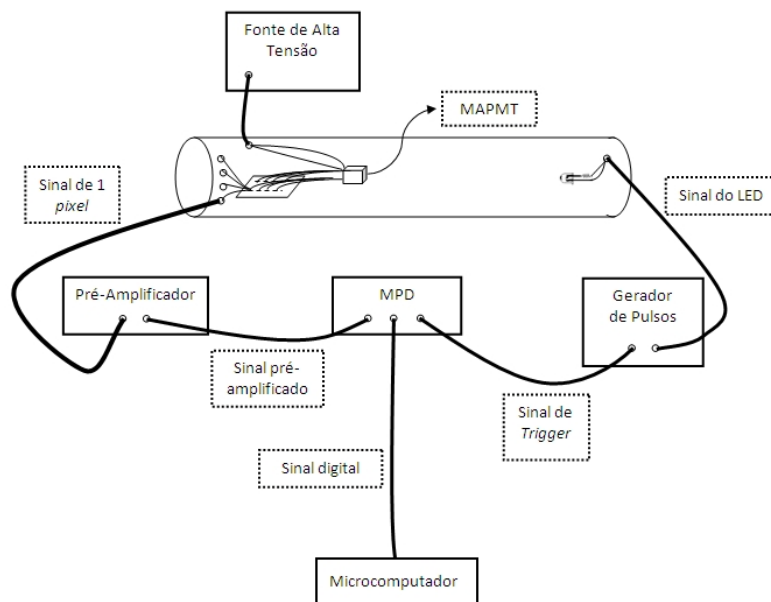 Fonte de Alta
Tensão
MAPMT
Sinal de 1
pixel
Sinal do LED
Pré-Amplificador
MPD
Gerador
de Pulsos
Sinal pré-
amplificado
Sinal de
Trigger
Sinal digital
Microcomputador